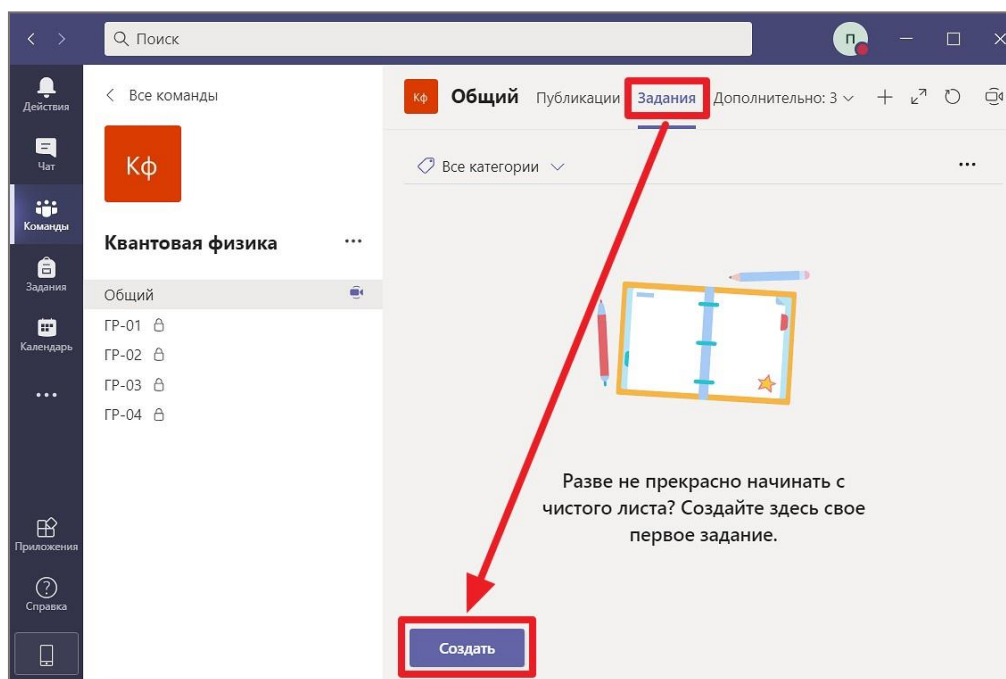 Поиск
П
Действия
Чат
Команды
Задания
Календарь
Приложения
Справка
Все команды
Кф
Квантовая физика
Общий
ГР-01
ГР-02
ГР-03
ГР-04
Кф Общий Публикации Задания Дополнительно: 3
Все категории
Разве не прекрасно начинать с
чистого листа? Создайте здесь свое
первое задание.
Создать